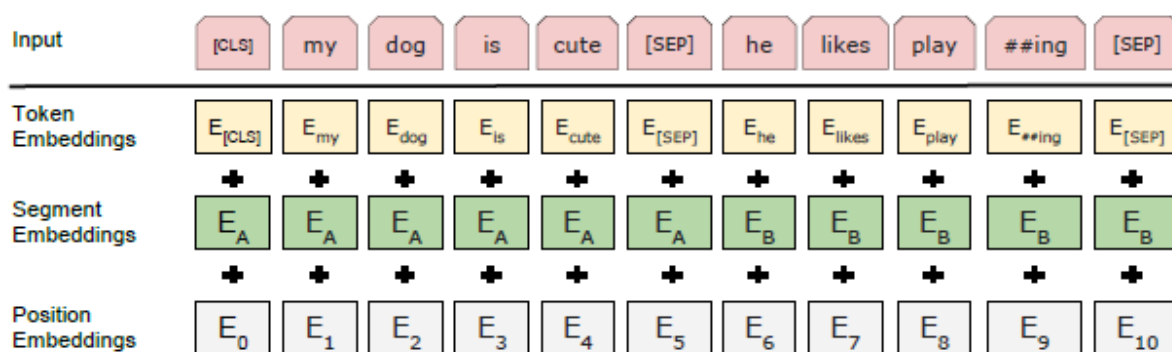 Input [CLS] my dog is cute [SEP] he likes play ##ing [SEP]
Token Embeddings E[CLS] Emy Edog Eis Ecute E[SEP] Ehe Elikes Eplay E##ing E[SEP]
+ + + + + + + + + + +
Segment Embeddings EA EA EA EA EA EA EB EB EB EB EB
+ + + + + + + + + + +
Position Embeddings E0 E1 E2 E3 E4 E5 E6 E7 E8 E9 E10